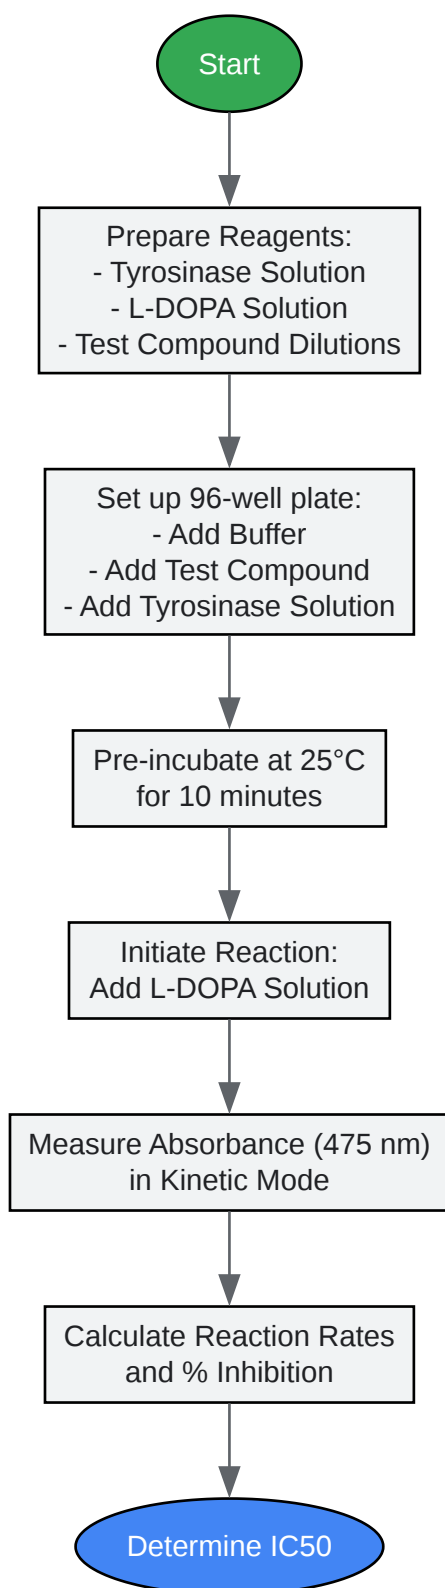 Start
Prepare Reagents:
- Tyrosinase Solution
- L-DOPA Solution
- Test Compound Dilutions
Set up 96-well plate:
- Add Buffer
- Add Test Compound
- Add Tyrosinase Solution
Pre-incubate at 25°C
for 10 minutes
Initiate Reaction:
Add L-DOPA Solution
Measure Absorbance (475 nm)
in Kinetic Mode
Calculate Reaction Rates
and % Inhibition
Determine IC50